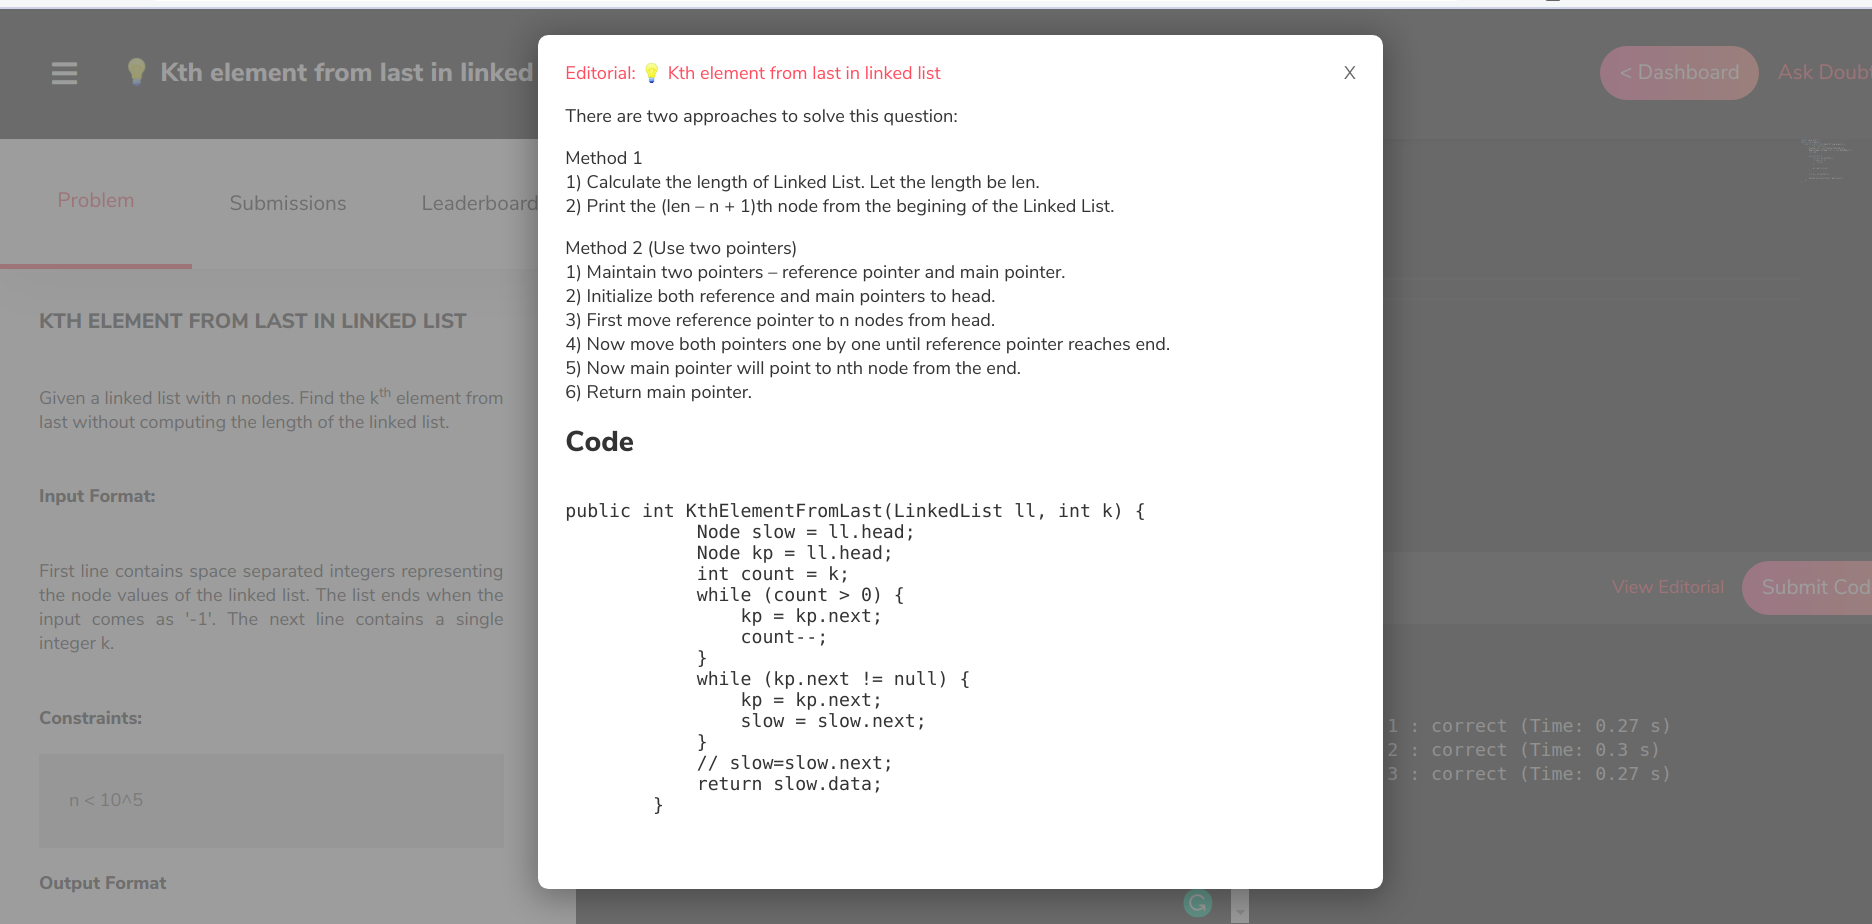 💡 Kth element from last in linked
< Dashboard
Ask Doubt
Problem
Submissions
Leaderboard
KTH ELEMENT FROM LAST IN LINKED LIST
Given a linked list with n nodes. Find the kth element from
last without computing the length of the linked list.
Input Format:
First line contains space separated integers representing
the node values of the linked list. The list ends when the
input comes as '-1'. The next line contains a single
integer k.
Constraints:
n < 10^5
Output Format
Editorial: 💡 Kth element from last in linked list
X
There are two approaches to solve this question:
Method 1
1) Calculate the length of Linked List. Let the length be len.
2) Print the (len – n + 1)th node from the begining of the Linked List.
Method 2 (Use two pointers)
1) Maintain two pointers – reference pointer and main pointer.
2) Initialize both reference and main pointers to head.
3) First move reference pointer to n nodes from head.
4) Now move both pointers one by one until reference pointer reaches end.
5) Now main pointer will point to nth node from the end.
6) Return main pointer.
Code
public int KthElementFromLast(LinkedList ll, int k) {
Node slow = ll.head;
Node kp = ll.head;
int count = k;
while (count > 0) {
kp = kp.next;
count--;
}
while (kp.next != null) {
kp = kp.next;
slow = slow.next;
}
// slow=slow.next;
return slow.data;
}
View Editorial
Submit Cod
1 : correct (Time: 0.27 s)
2 : correct (Time: 0.3 s)
3 : correct (Time: 0.27 s)